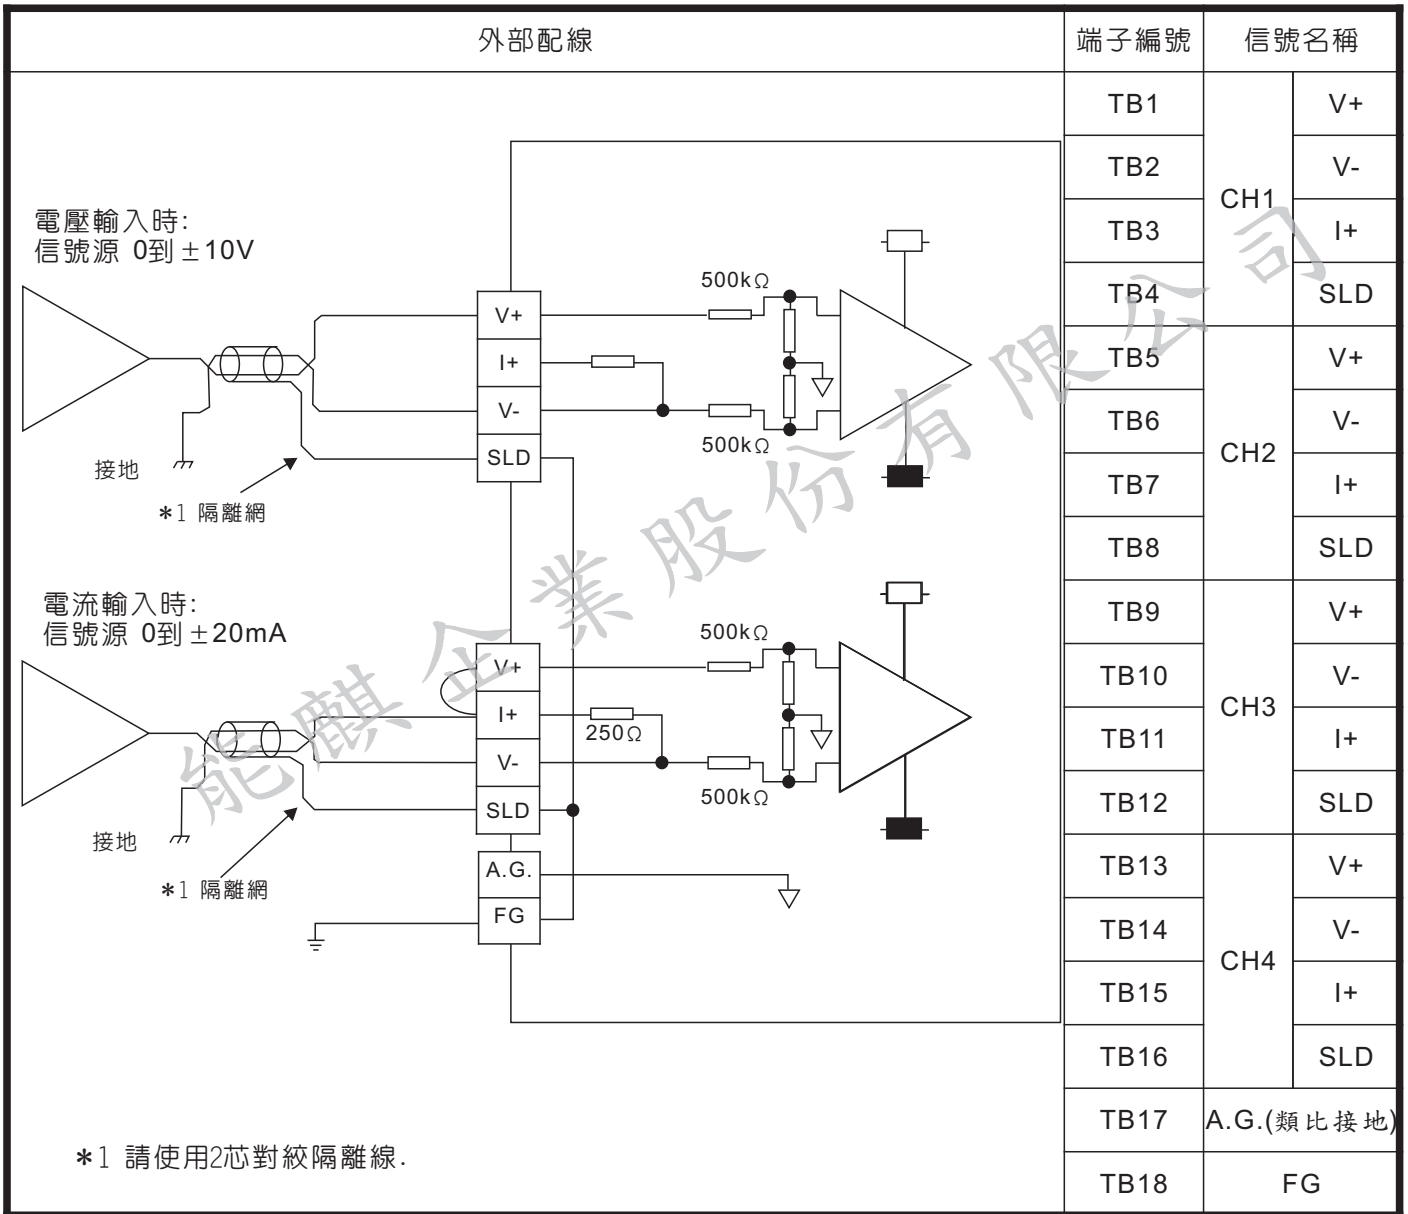 外部配線
端子編號
信號名稱
電壓輸入時:
信號源 0到±10V
V+
I+
V-
SLD
500kΩ
500kΩ
接地
*1 隔離網
電流輸入時:
信號源 0到±20mA
V+
I+
V-
SLD
A.G.
FG
500kΩ
250Ω
500kΩ
接地
*1 隔離網
*1 請使用2芯對絞隔離線.
TB1 CH1 V+
TB2 V-
TB3 I+
TB4 SLD
TB5 CH2 V+
TB6 V-
TB7 I+
TB8 SLD
TB9 CH3 V+
TB10 V-
TB11 I+
TB12 SLD
TB13 CH4 V+
TB14 V-
TB15 I+
TB16 SLD
TB17 A.G.(類比接地)
TB18 FG
能麒企業股份有限公司